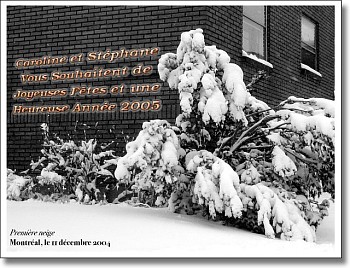 Caroline et Stéphane
Vous Souhaitent de
Joyeuses Fêtes et une
Heureuse Année 2005
Première neige
Montréal, le 11 décembre 2004